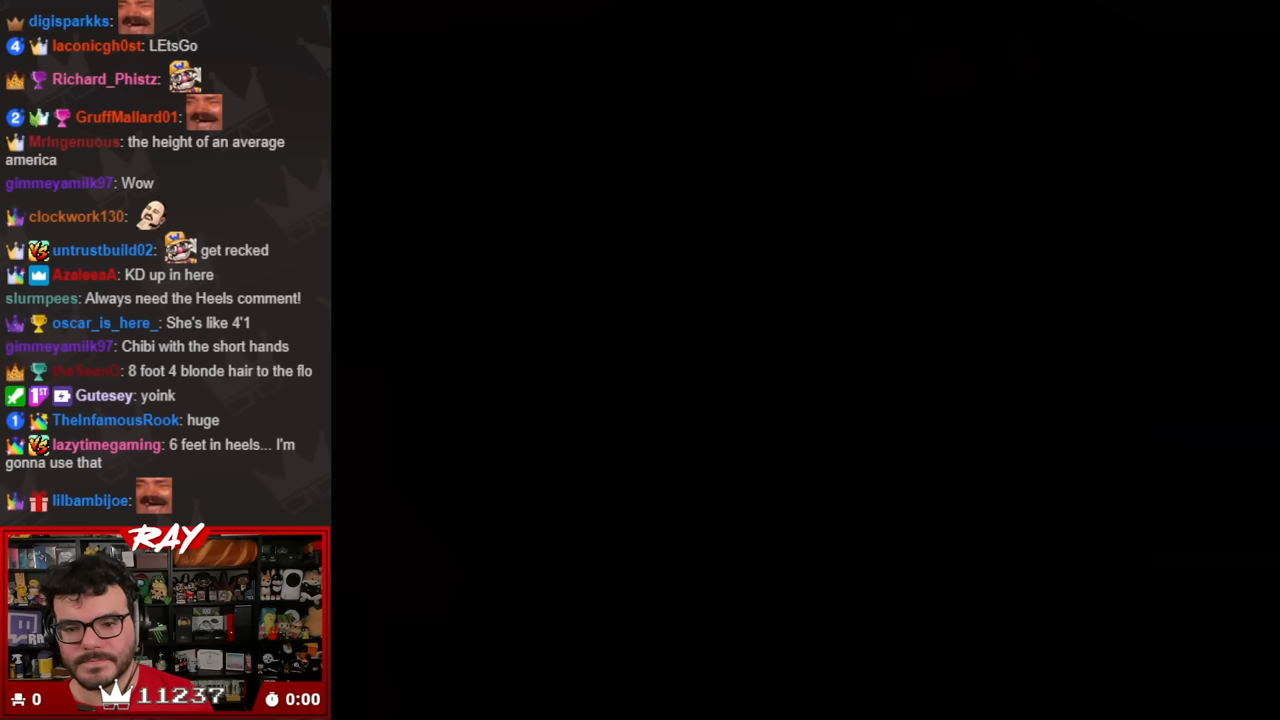 digisparkks:
4 laconicgh0st: LEtsGo
Richard_Phistz:
2 GruffMallard01:
MrIngenuous: the height of an average
america
gimmeyamilk97: Wow
clockwork130:
untrustbuild02: get recked
AzaleeaA: KD up in here
slurmpees: Always need the Heels comment!
oscar_is_here_: She's like 4'1
gimmeyamilk97: Chibi with the short hands
theSeanO: 8 foot 4 blonde hair to the flo
1ST Gutesey: yoink
1 TheInfamousRook: huge
lazytimegaming: 6 feet in heels... I'm
gonna use that
lilbambijoe:
RAY
0 11237 0:00